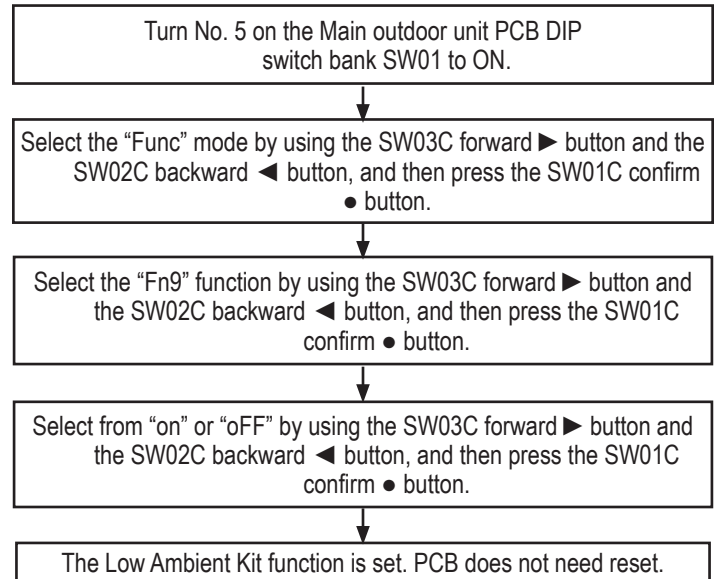 Turn No. 5 on the Main outdoor unit PCB DIP
switch bank SW01 to ON.
Select the “Func” mode by using the SW03C forward ► button and the
SW02C backward ◄ button, and then press the SW01C confirm
● button.
Select the “Fn9” function by using the SW03C forward ► button and
the SW02C backward ◄ button, and then press the SW01C
confirm ● button.
Select from “on” or “oFF” by using the SW03C forward ► button and
the SW02C backward ◄ button, and then press the SW01C
confirm ● button.
The Low Ambient Kit function is set. PCB does not need reset.